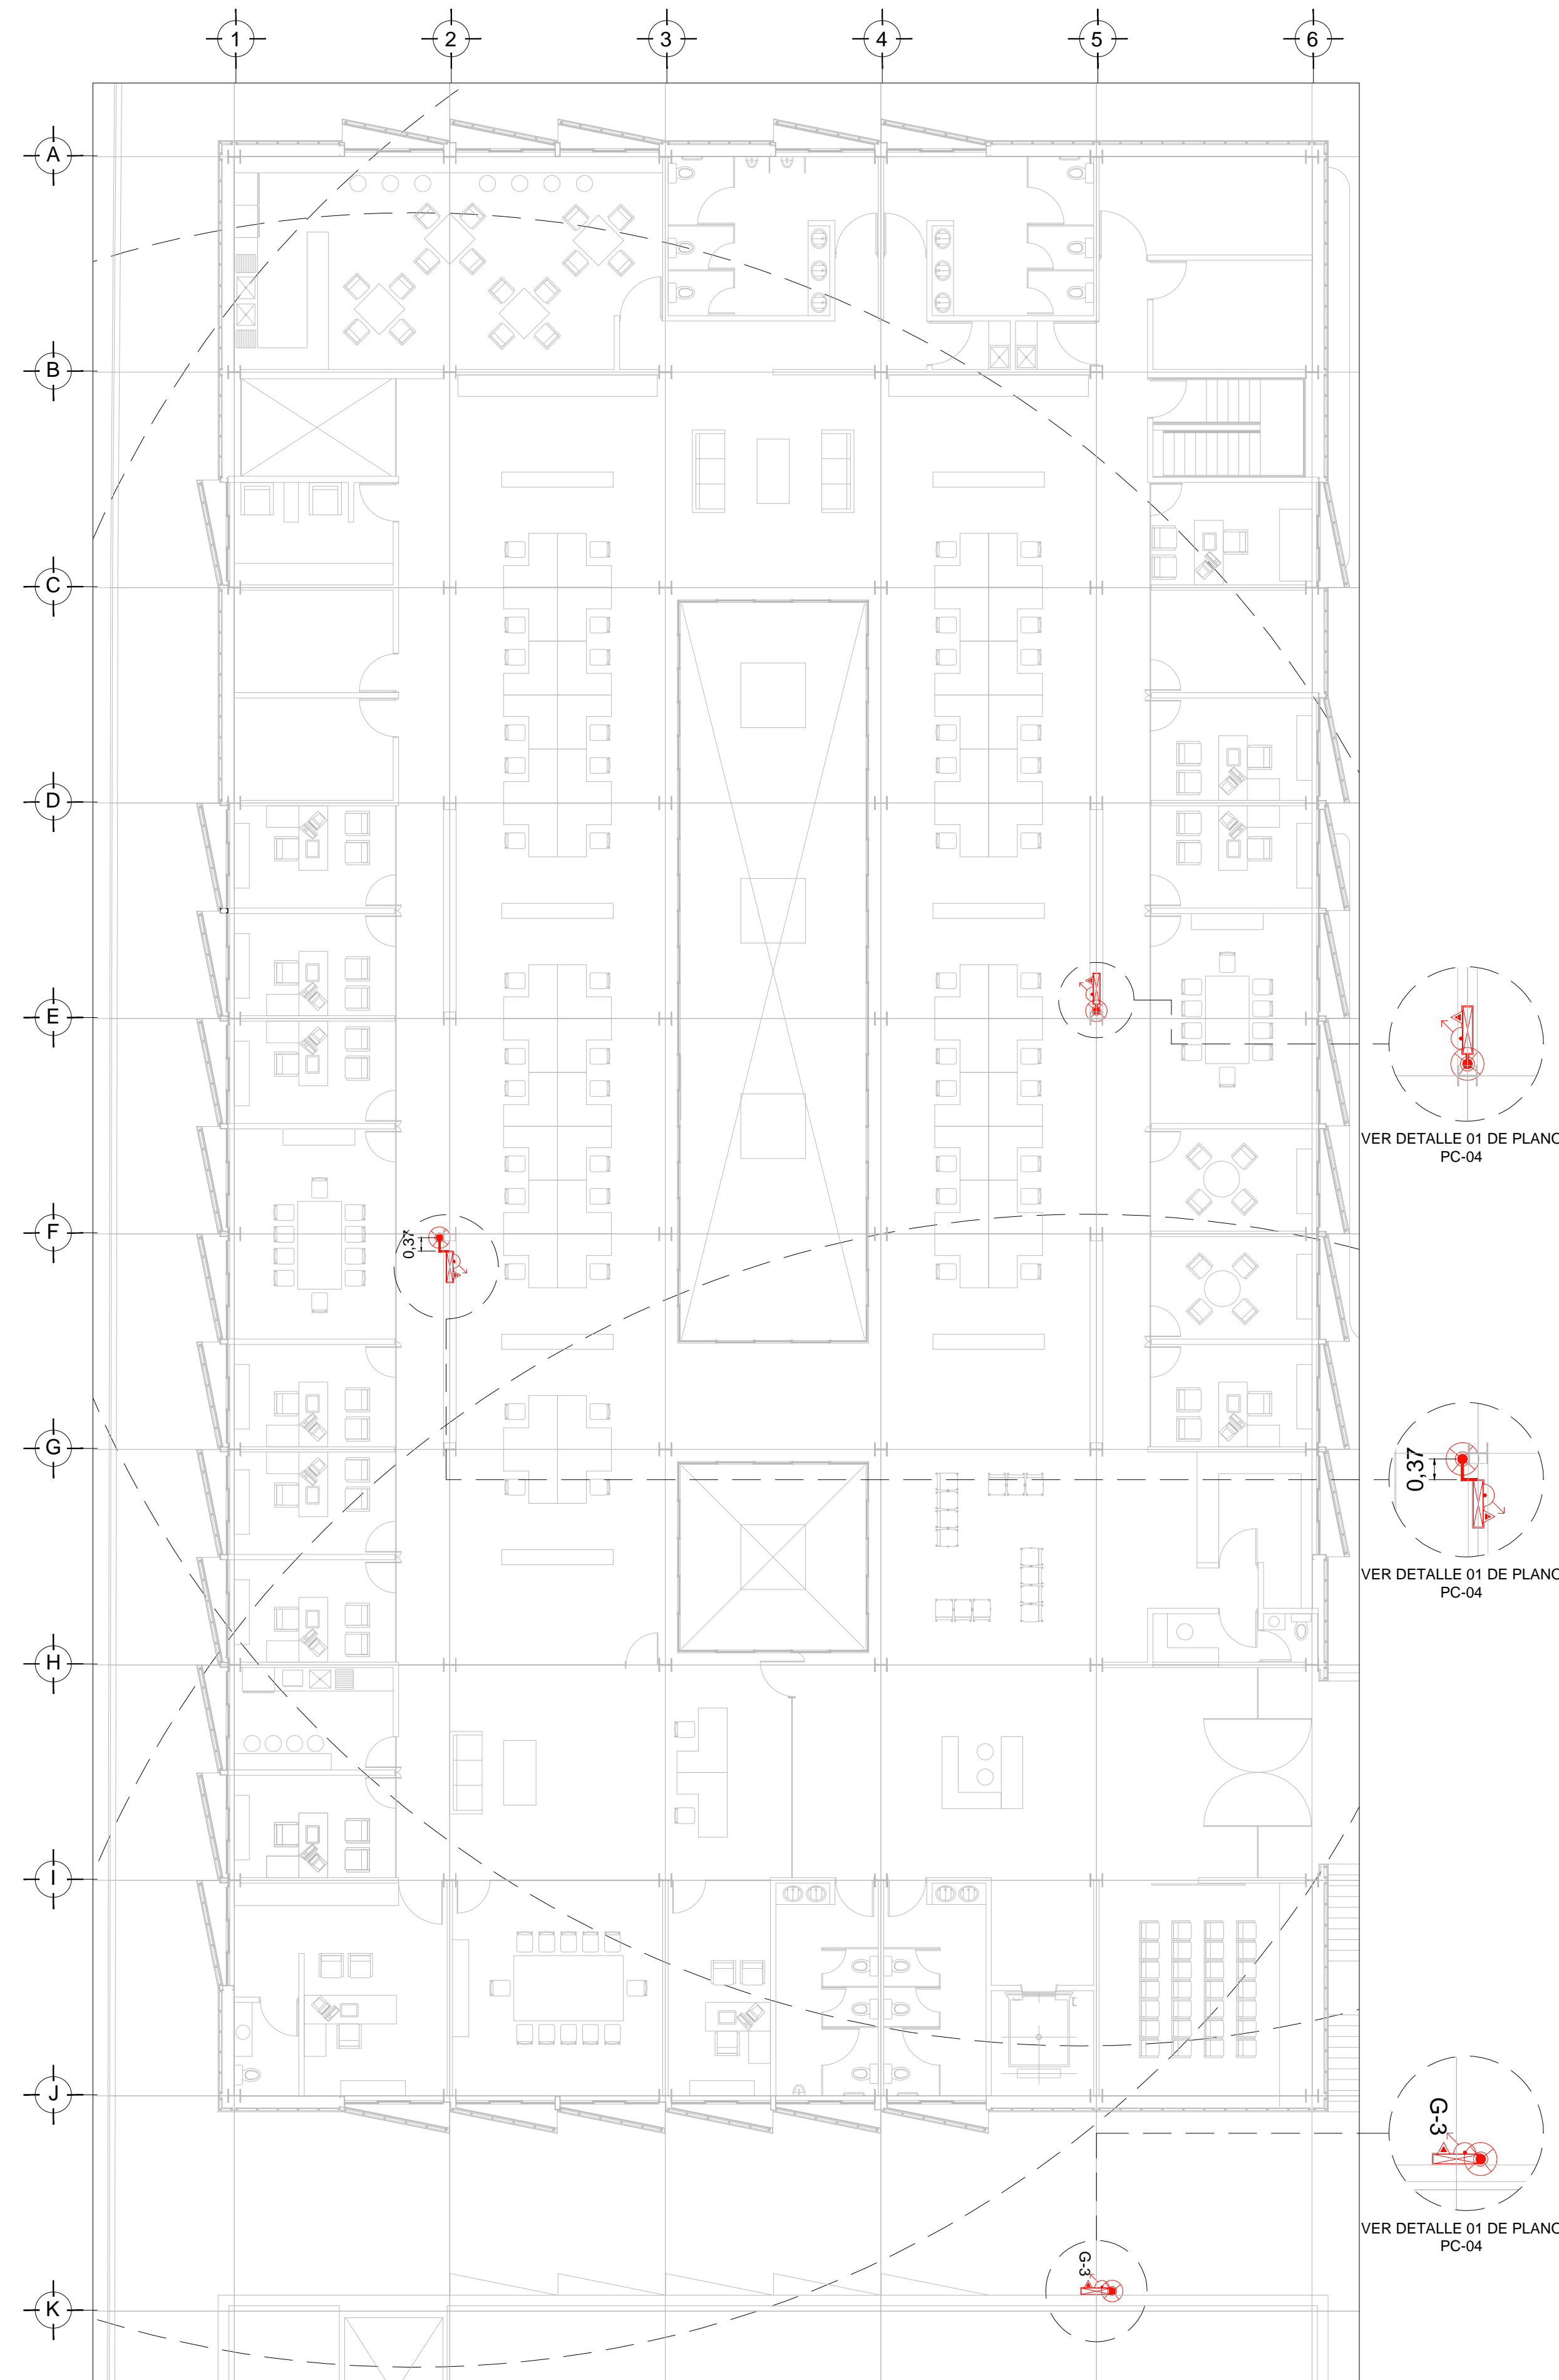 1
2
3
4
5
6
A
B
C
D
E
VER DETALLE 01 DE PLANO
PC-04
F
0,37
G
0,37
VER DETALLE 01 DE PLANO
PC-04
H
I
J
G-3
VER DETALLE 01 DE PLANO
PC-04
G-3
K